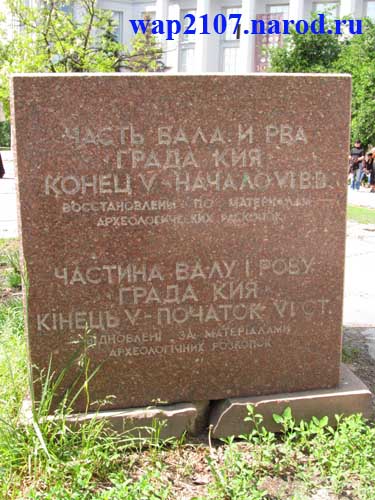 wap2107.narod.ru
ЧАСТЬ ВАЛА И РВА
ГРАДА КИЯ
КОНЕЦ V - НАЧАЛО VI В.В.
ВОССТАНОВЛЕНЫ ПО МАТЕРИАЛАМ
АРХЕОЛОГИЧЕСКИХ РАСКОПОК
ЧАСТИНА ВАЛУ І РОВУ
ГРАДА КИЯ
КІНЕЦЬ V - ПОЧАТОК VI СТ.
ВІДНОВЛЕНІ ЗА МАТЕРІАЛАМИ
АРХЕОЛОГІЧНИХ РОЗКОПОК